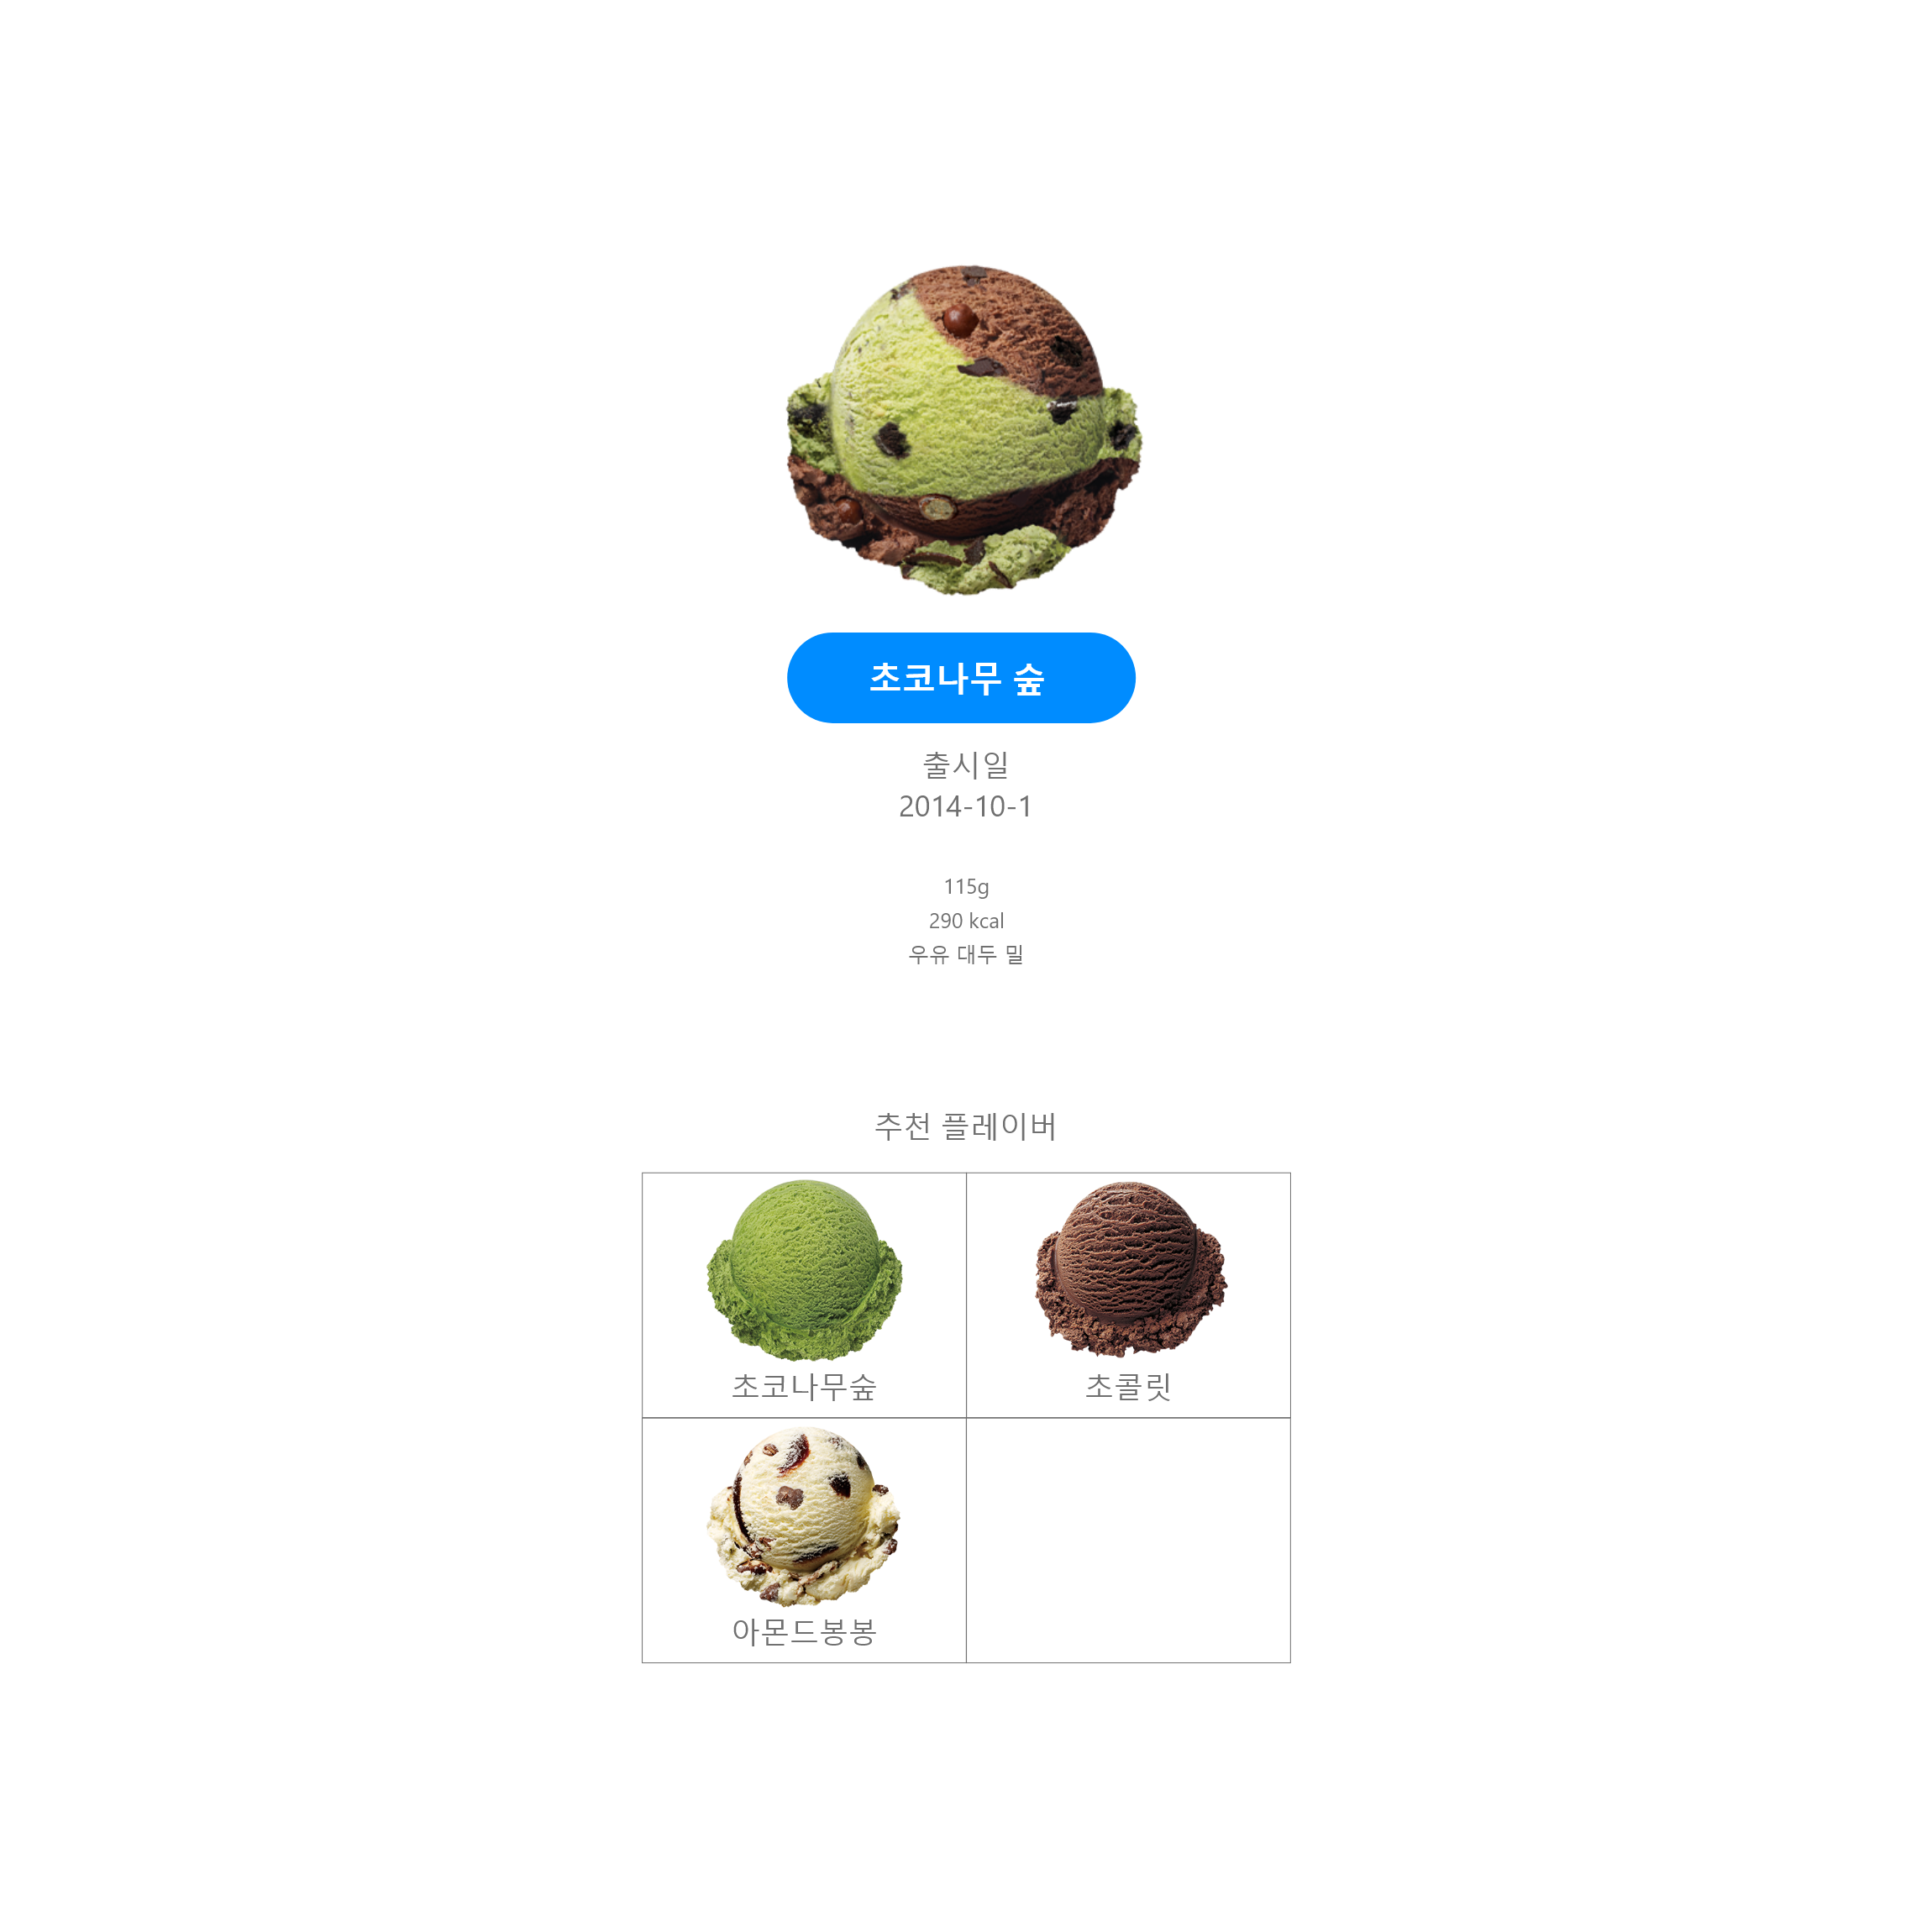 초코나무 숲
출시일
2014-10-1
115g
290 kcal
우유 대두 밀
추천 플레이버
초코나무숲
초콜릿
아몬드봉봉